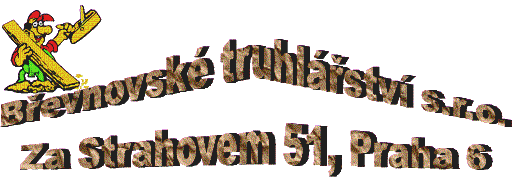 Břevnovské truhlářství s.r.o.
Za Strahovem 51, Praha 6